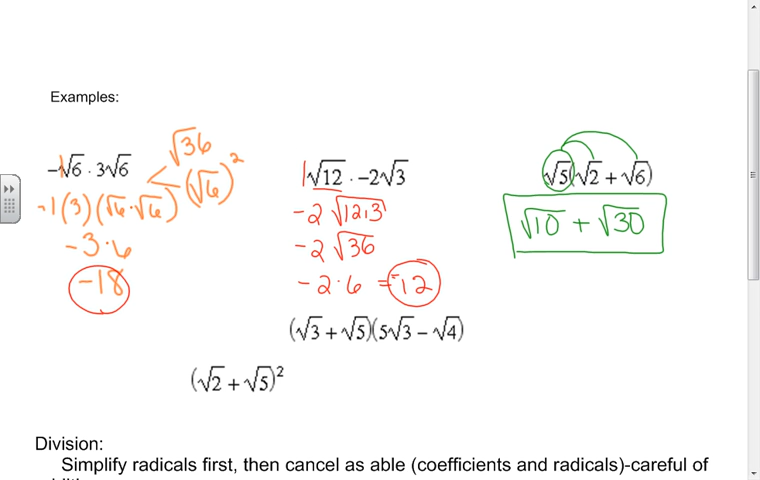 Examples:
-1√6 · 3√6
√36
(√6)²
-1(3)(√6·√6)
-3·6
-18
1√12 · -2√3
-2√12·3
-2√36
-2·6 = -12
√5(√2 + √6)
√10 + √30
(√3 + √5)(5√3 − √4)
(√2 + √5)²
Division:
Simplify radicals first, then cancel as able (coefficients and radicals)-careful of